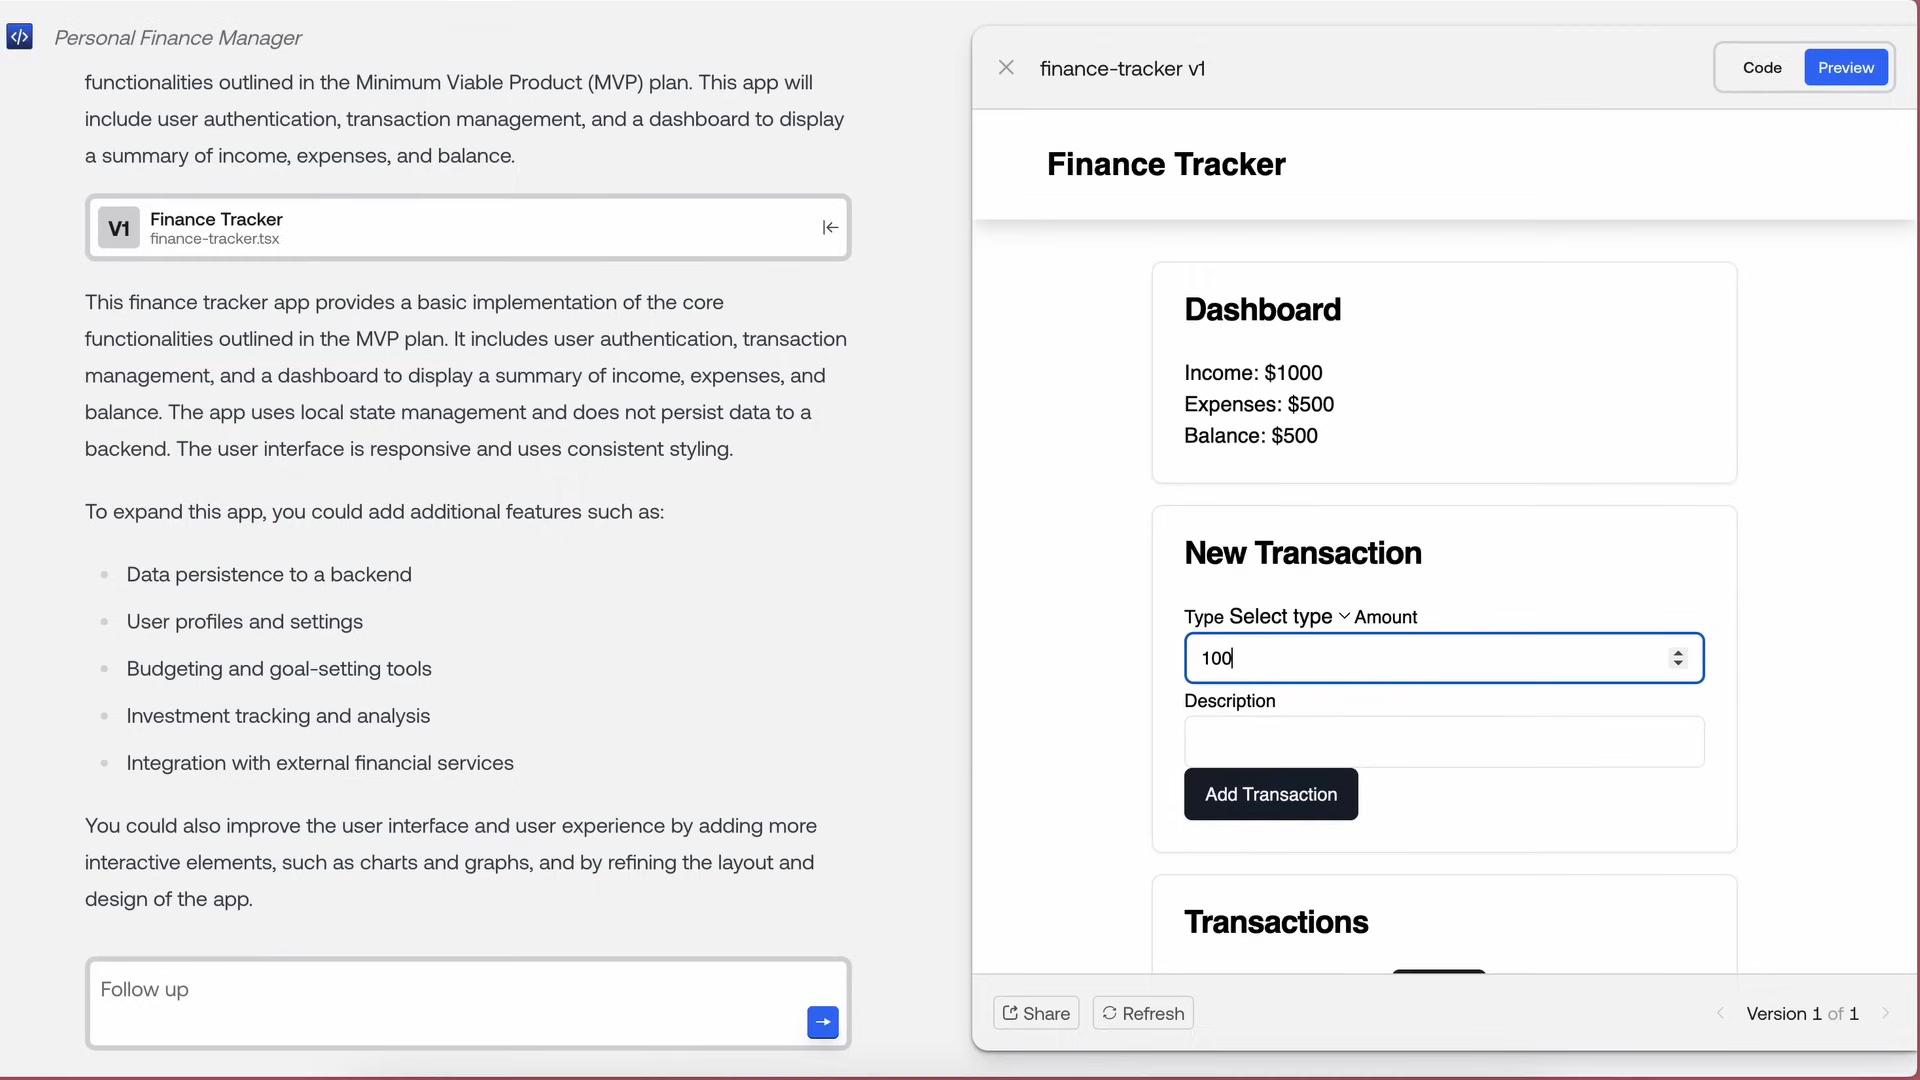 Personal Finance Manager
functionalities outlined in the Minimum Viable Product (MVP) plan. This app will
include user authentication, transaction management, and a dashboard to display
a summary of income, expenses, and balance.
V1
Finance Tracker
finance-tracker.tsx
This finance tracker app provides a basic implementation of the core
functionalities outlined in the MVP plan. It includes user authentication, transaction
management, and a dashboard to display a summary of income, expenses, and
balance. The app uses local state management and does not persist data to a
backend. The user interface is responsive and uses consistent styling.
To expand this app, you could add additional features such as:
Data persistence to a backend
User profiles and settings
Budgeting and goal-setting tools
Investment tracking and analysis
Integration with external financial services
You could also improve the user interface and user experience by adding more
interactive elements, such as charts and graphs, and by refining the layout and
design of the app.
Follow up
finance-tracker v1
Code
Preview
Finance Tracker
Dashboard
Income: $1000
Expenses: $500
Balance: $500
New Transaction
Type Select type Amount
100
Description
Add Transaction
Transactions
Share
Refresh
Version 1 of 1